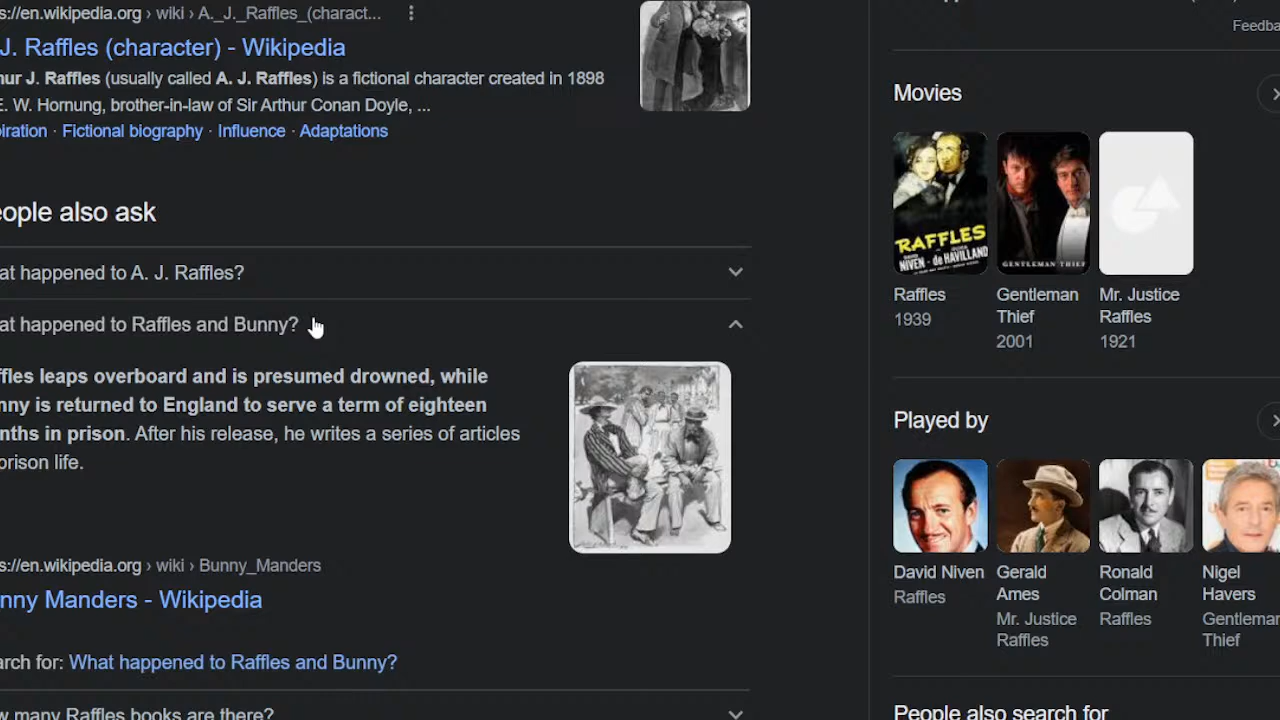 s://en.wikipedia.org › wiki › A._J._Raffles_(charact...
J. Raffles (character) - Wikipedia
ur J. Raffles (usually called A. J. Raffles) is a fictional character created in 1898
E. W. Hornung, brother-in-law of Sir Arthur Conan Doyle, ...
iration · Fictional biography · Influence · Adaptations
eople also ask
at happened to A. J. Raffles?
at happened to Raffles and Bunny?
ffles leaps overboard and is presumed drowned, while
nny is returned to England to serve a term of eighteen
nths in prison. After his release, he writes a series of articles
prison life.
s://en.wikipedia.org › wiki › Bunny_Manders
nny Manders - Wikipedia
arch for: What happened to Raffles and Bunny?
w many Raffles books are there?
Feedba
Movies
RAFFLES
NIVEN - de HAVILLAND
GENTLEMAN THIEF
Raffles
1939
Gentleman
Thief
2001
Mr. Justice
Raffles
1921
Played by
David Niven
Raffles
Gerald
Ames
Mr. Justice
Raffles
Ronald
Colman
Raffles
Nigel
Havers
Gentleman
Thief
People also search for